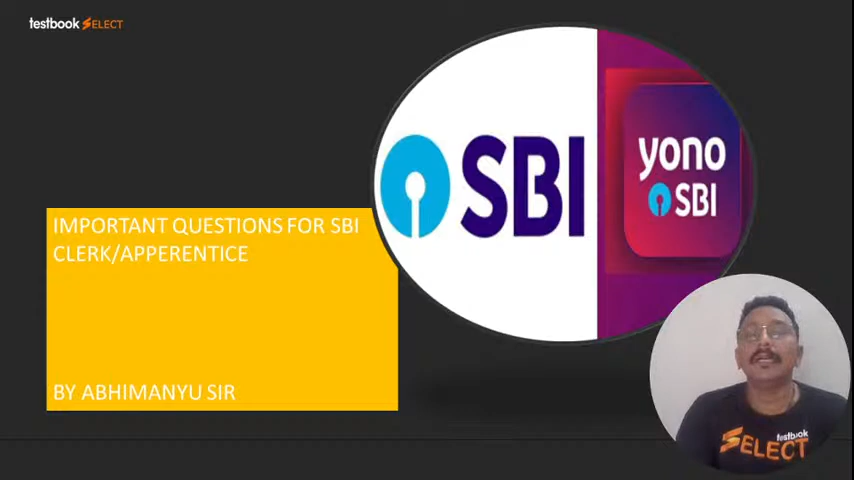 testbook SELECT
SBI
yono
SBI
IMPORTANT QUESTIONS FOR SBI
CLERK/APPERENTICE
BY ABHIMANYU SIR
testbook
SELECT